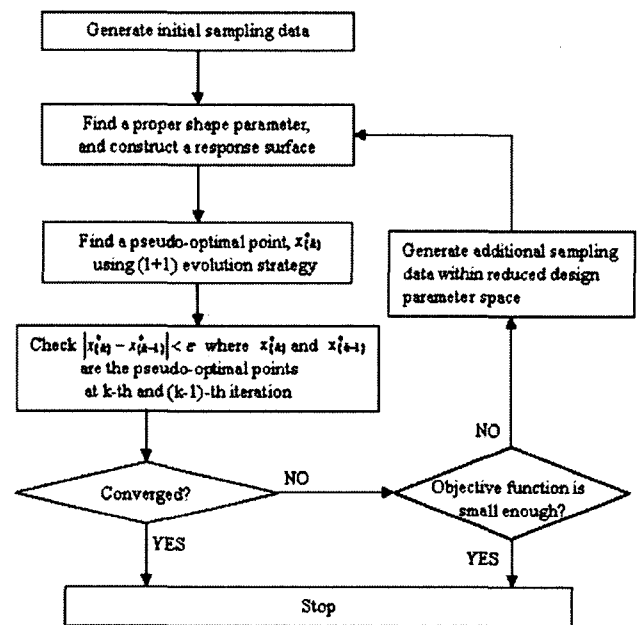 Generate initial sampling data
Find a proper shape parameter,
and construct a response surface
Find a pseudo-optimal point, x*(k)
using (1+1) evolution strategy
Generate additional sampling
data within reduced design
parameter space
Check |x*(k) - x*(k-1)| < e where x*(k) and x*(k-1)
are the pseudo-optimal points
at k-th and (k-1)-th iteration
NO
Converged?
NO
Objective function is
small enough?
YES
YES
Stop